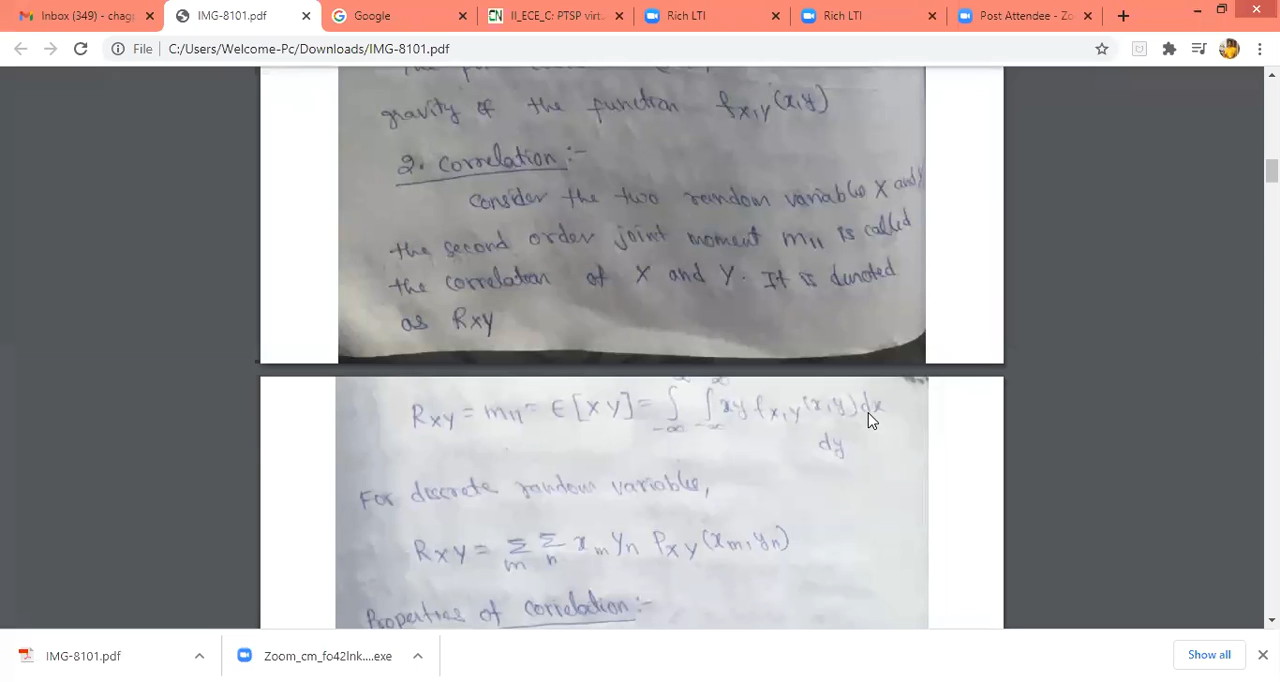 Inbox (349) - chag
IMG-8101.pdf
Google
II_ECE_C: PTSP virt
Rich LTI
Rich LTI
Post Attendee - Zo
File
C:/Users/Welcome-Pc/Downloads/IMG-8101.pdf
gravity of the function fx,y(x,y)
2. Correlation :-
Consider the two random variables X and Y
the second order joint moment m11 is called
the correlation of X and Y. It is denoted
as RXY
RXY = m11 = E[XY] = ∫-∞∞ ∫-∞∞ xy fX,Y(x,y) dx
dy
For discrete random variables,
RXY = Σm Σn xm yn PXY(xm, yn)
Properties of correlation :-
IMG-8101.pdf
Zoom_cm_fo42lnk....exe
Show all